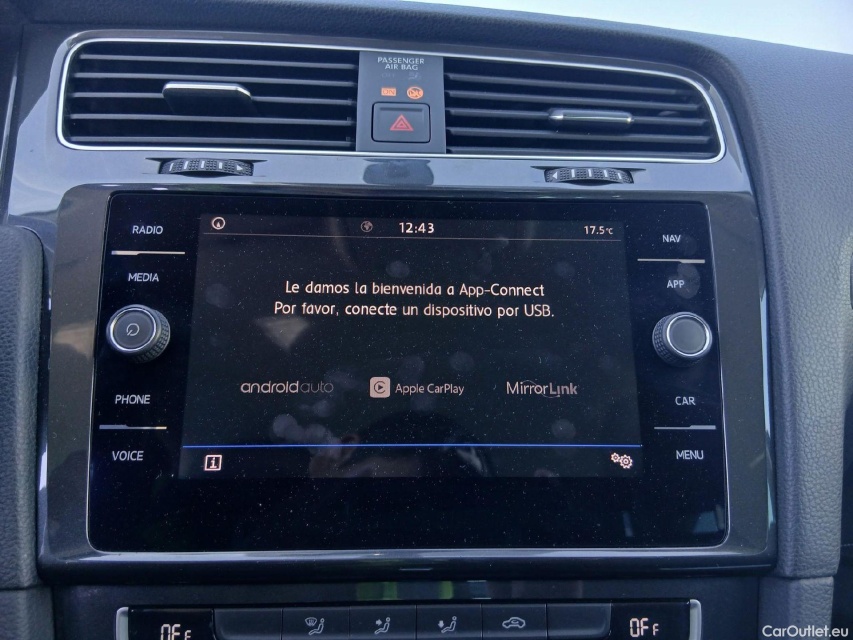 PASSENGER
AIR BAG
RADIO
MEDIA
PHONE
VOICE
12:43
17.5°C
Le damos la bienvenida a App-Connect
Por favor, conecte un dispositivo por USB.
androidauto
Apple CarPlay
MirrorLink
i
NAV
APP
CAR
MENU
OFF
OFF
CarOutlet.eu